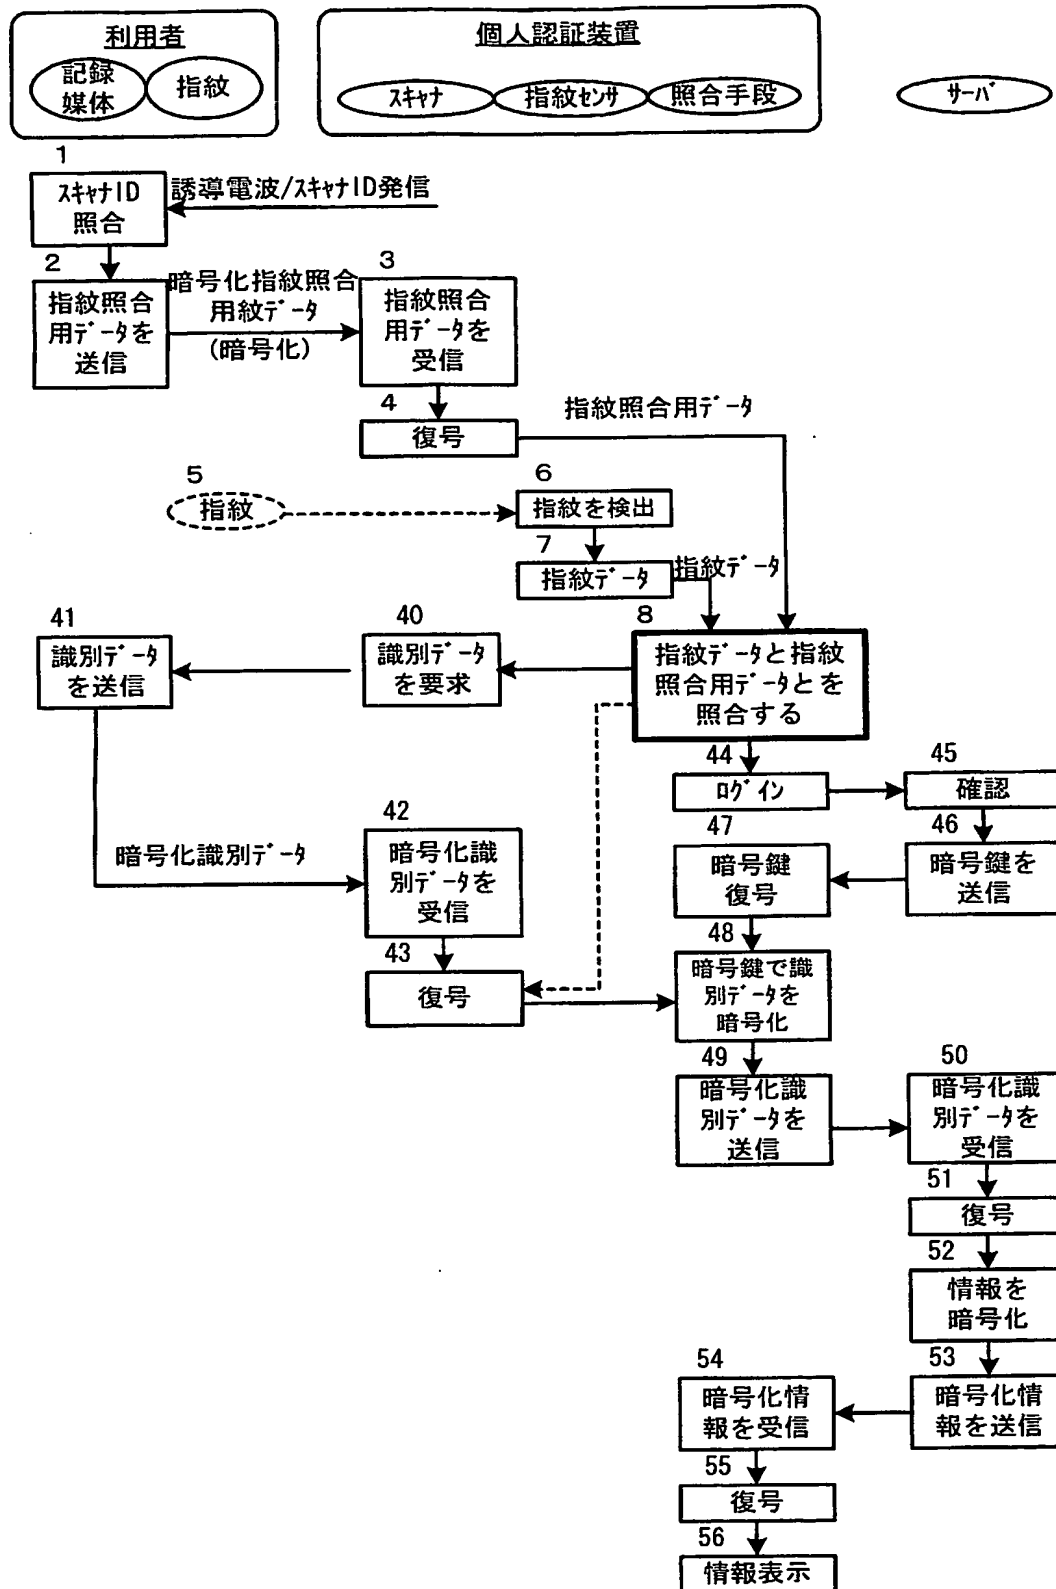 利用者
記録
媒体
指紋
個人認証装置
スキャナ
指紋センサ
照合手段
サーバ
1
スキャナID
照合
誘導電波/スキャナID発信
2
指紋照合
用データを
送信
暗号化指紋照合
用紋データ
(暗号化)
3
指紋照合
用データを
受信
4
復号
指紋照合用データ
5
指紋
6
指紋を検出
7
指紋データ
指紋データ
8
指紋データと指紋
照合用データとを
照合する
40
識別データ
を要求
41
識別データ
を送信
暗号化識別データ
42
暗号化識
別データを
受信
43
復号
44
ログイン
45
確認
46
暗号鍵を
送信
47
暗号鍵
復号
48
暗号鍵で識
別データを
暗号化
49
暗号化識
別データを
送信
50
暗号化識
別データを
受信
51
復号
52
情報を
暗号化
53
暗号化情
報を送信
54
暗号化情
報を受信
55
復号
56
情報表示